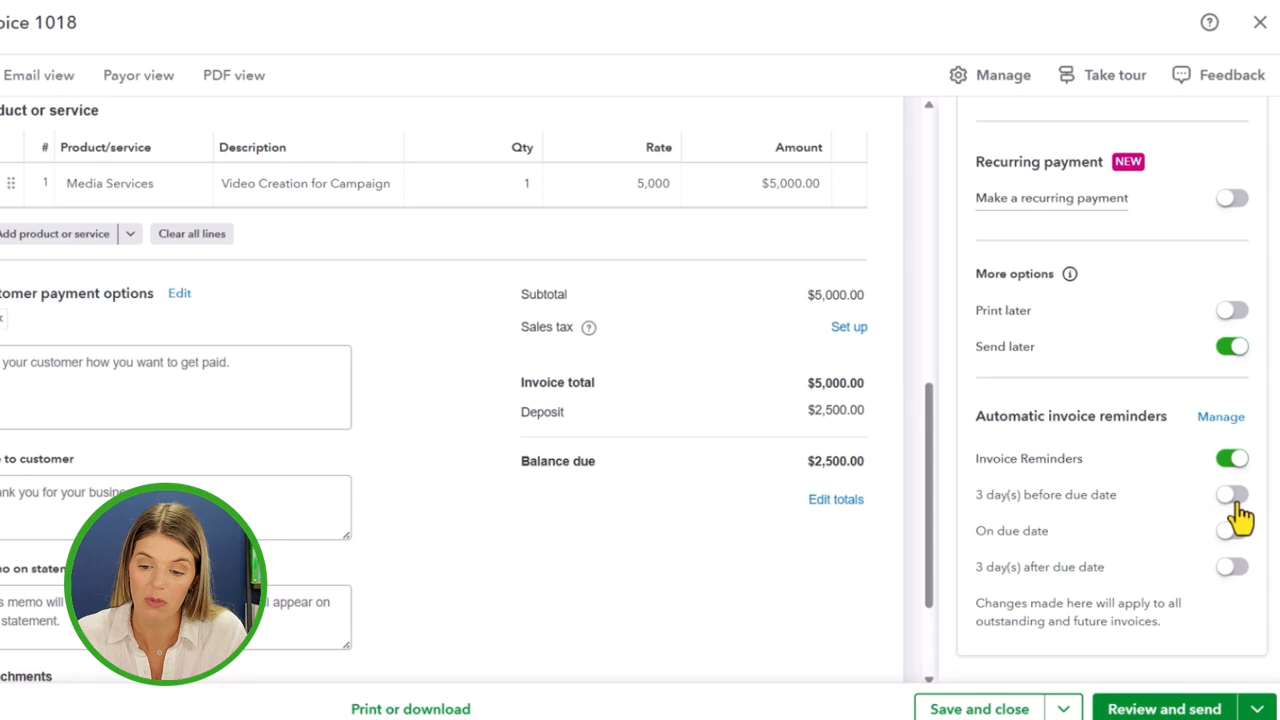 oice 1018
Email view Payor view PDF view Manage Take tour Feedback
duct or service
# Product/service Description Qty Rate Amount
1 Media Services Video Creation for Campaign 1 5,000 $5,000.00
Add product or service Clear all lines
tomer payment options Edit
your customer how you want to get paid.
Subtotal $5,000.00
Sales tax ? Set up
Invoice total $5,000.00
Deposit $2,500.00
Balance due $2,500.00
Edit totals
e to customer
ank you for your busine
mo on staten
s memo will l appear on
statement.
achments
Recurring payment NEW
Make a recurring payment
More options
Print later
Send later
Automatic invoice reminders Manage
Invoice Reminders
3 day(s) before due date
On due date
3 day(s) after due date
Changes made here will apply to all
outstanding and future invoices.
Print or download Save and close Review and send